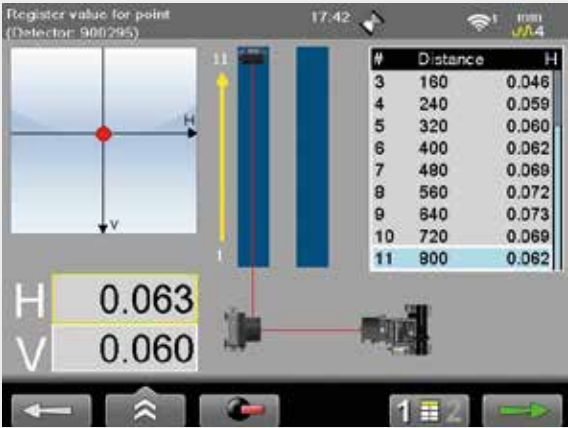 Register value for point
(Detector: 900295)
17:42
1
mm
4
11
H
V
1
# Distance H
3 160 0.046
4 240 0.059
5 320 0.060
6 400 0.062
7 480 0.069
8 560 0.072
9 640 0.073
10 720 0.069
11 800 0.062
H 0.063
V 0.060
1 2